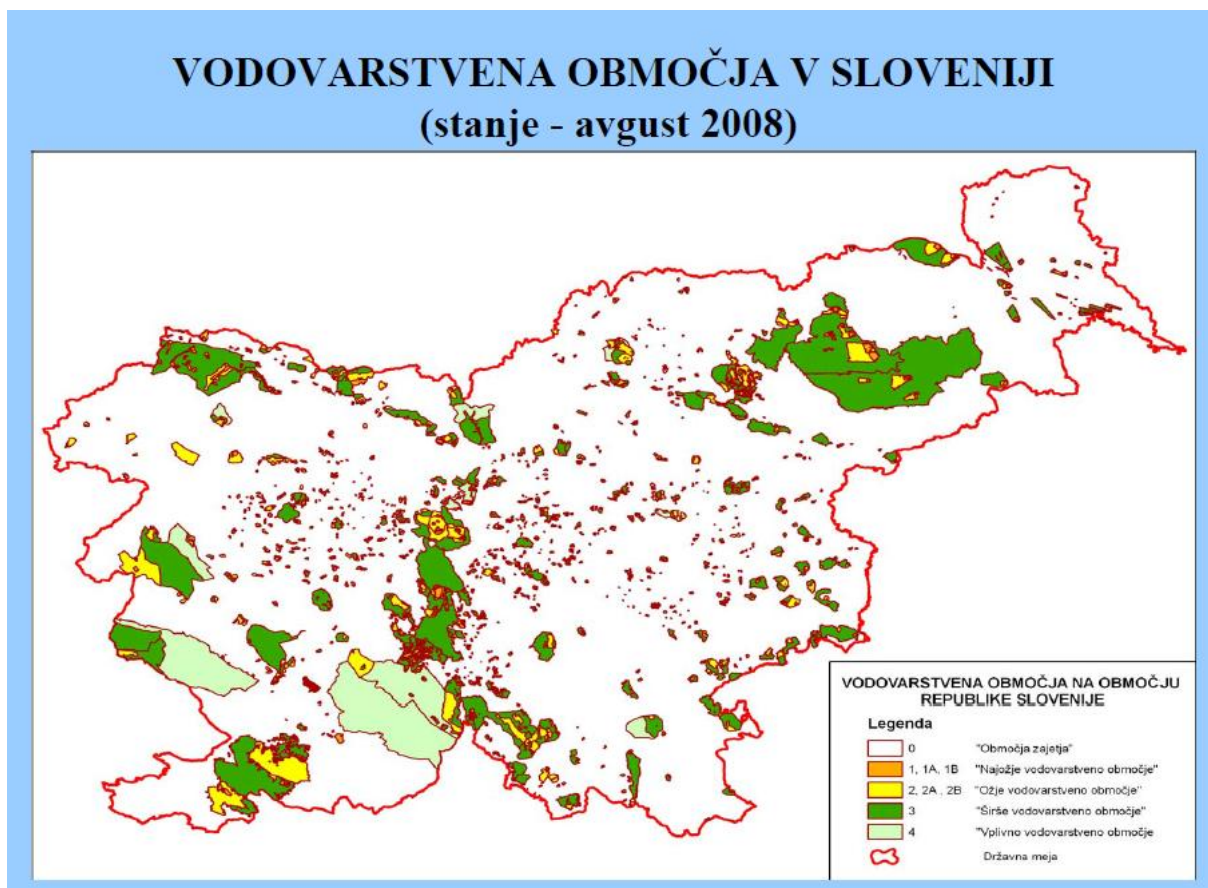 VODOVARSTVENA OBMOČJA V SLOVENIJI
(stanje - avgust 2008)
VODOVARSTVENA OBMOČJA NA OBMOČJU
REPUBLIKE SLOVENIJE
Legenda
0 "Območja zajetja"
1, 1A, 1B "Najožje vodovarstveno območje"
2, 2A., 2B "Ožje vodovarstveno območje"
3 "Širše vodovarstveno območje"
4 "Vplivno vodovarstveno območje
Državna meja